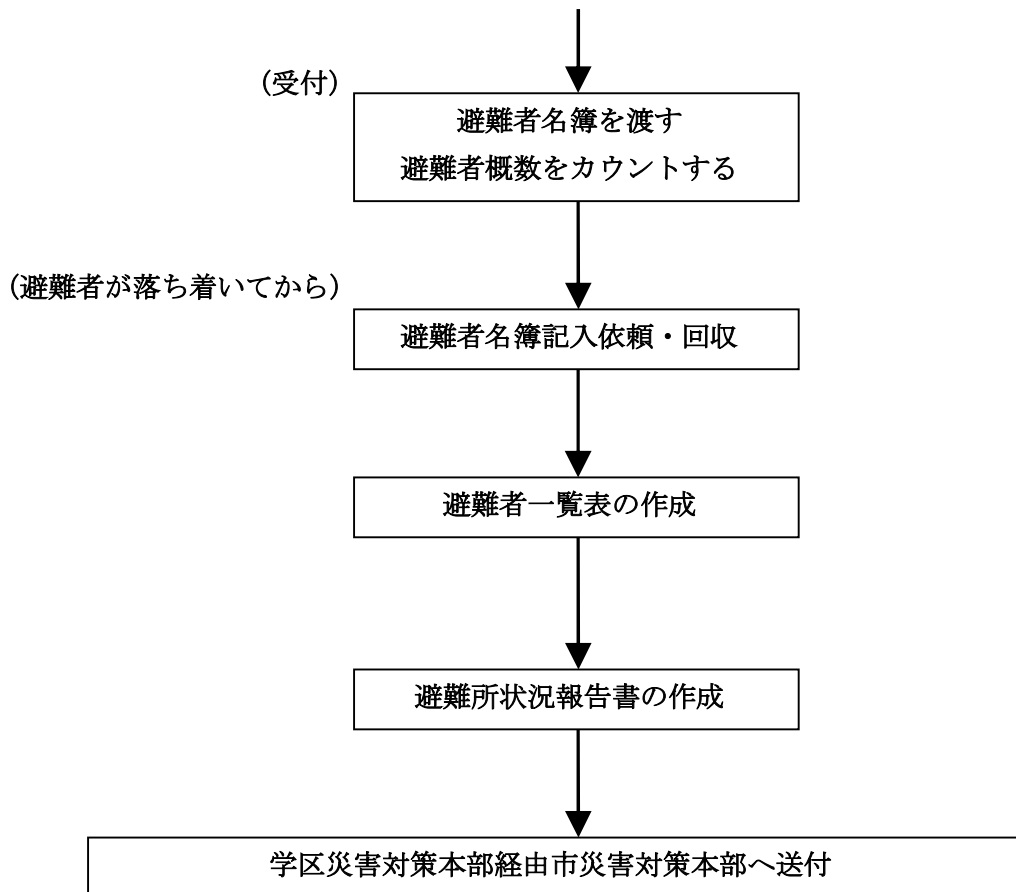 (受付)
避難者名簿を渡す
避難者概数をカウントする
(避難者が落ち着いてから)
避難者名簿記入依頼・回収
避難者一覧表の作成
避難所状況報告書の作成
学区災害対策本部経由市災害対策本部へ送付